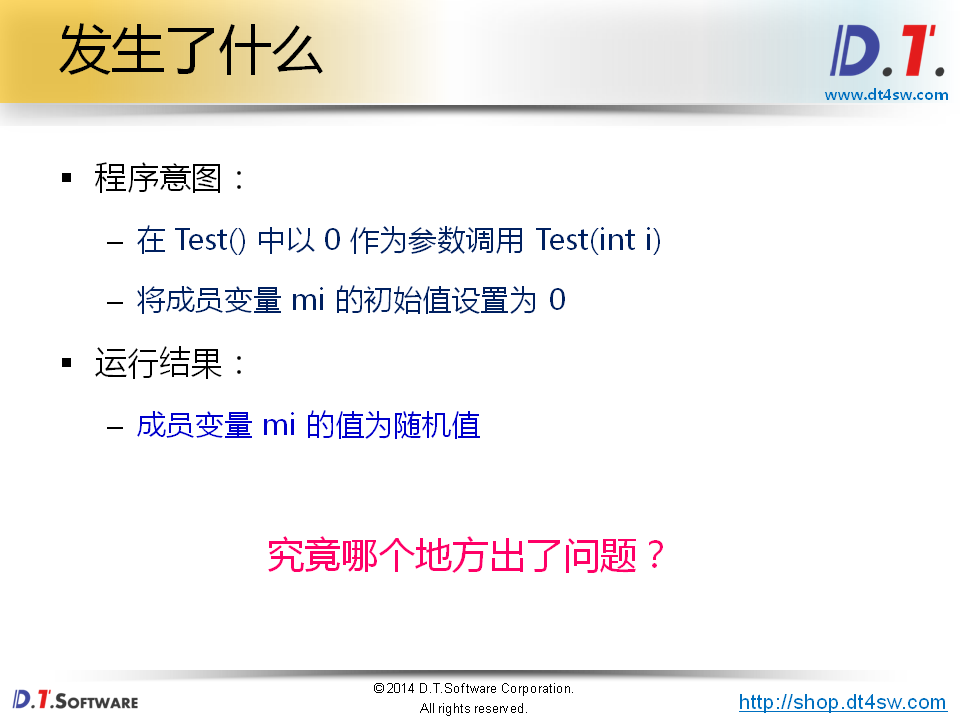 发生了什么
D.T.
www.dt4sw.com
▪ 程序意图：
– 在 Test() 中以 0 作为参数调用 Test(int i)
– 将成员变量 mi 的初始值设置为 0
▪ 运行结果：
– 成员变量 mi 的值为随机值
究竟哪个地方出了问题？
D.T.SOFTWARE
©2014 D.T.Software Corporation.
All rights reserved.
http://shop.dt4sw.com